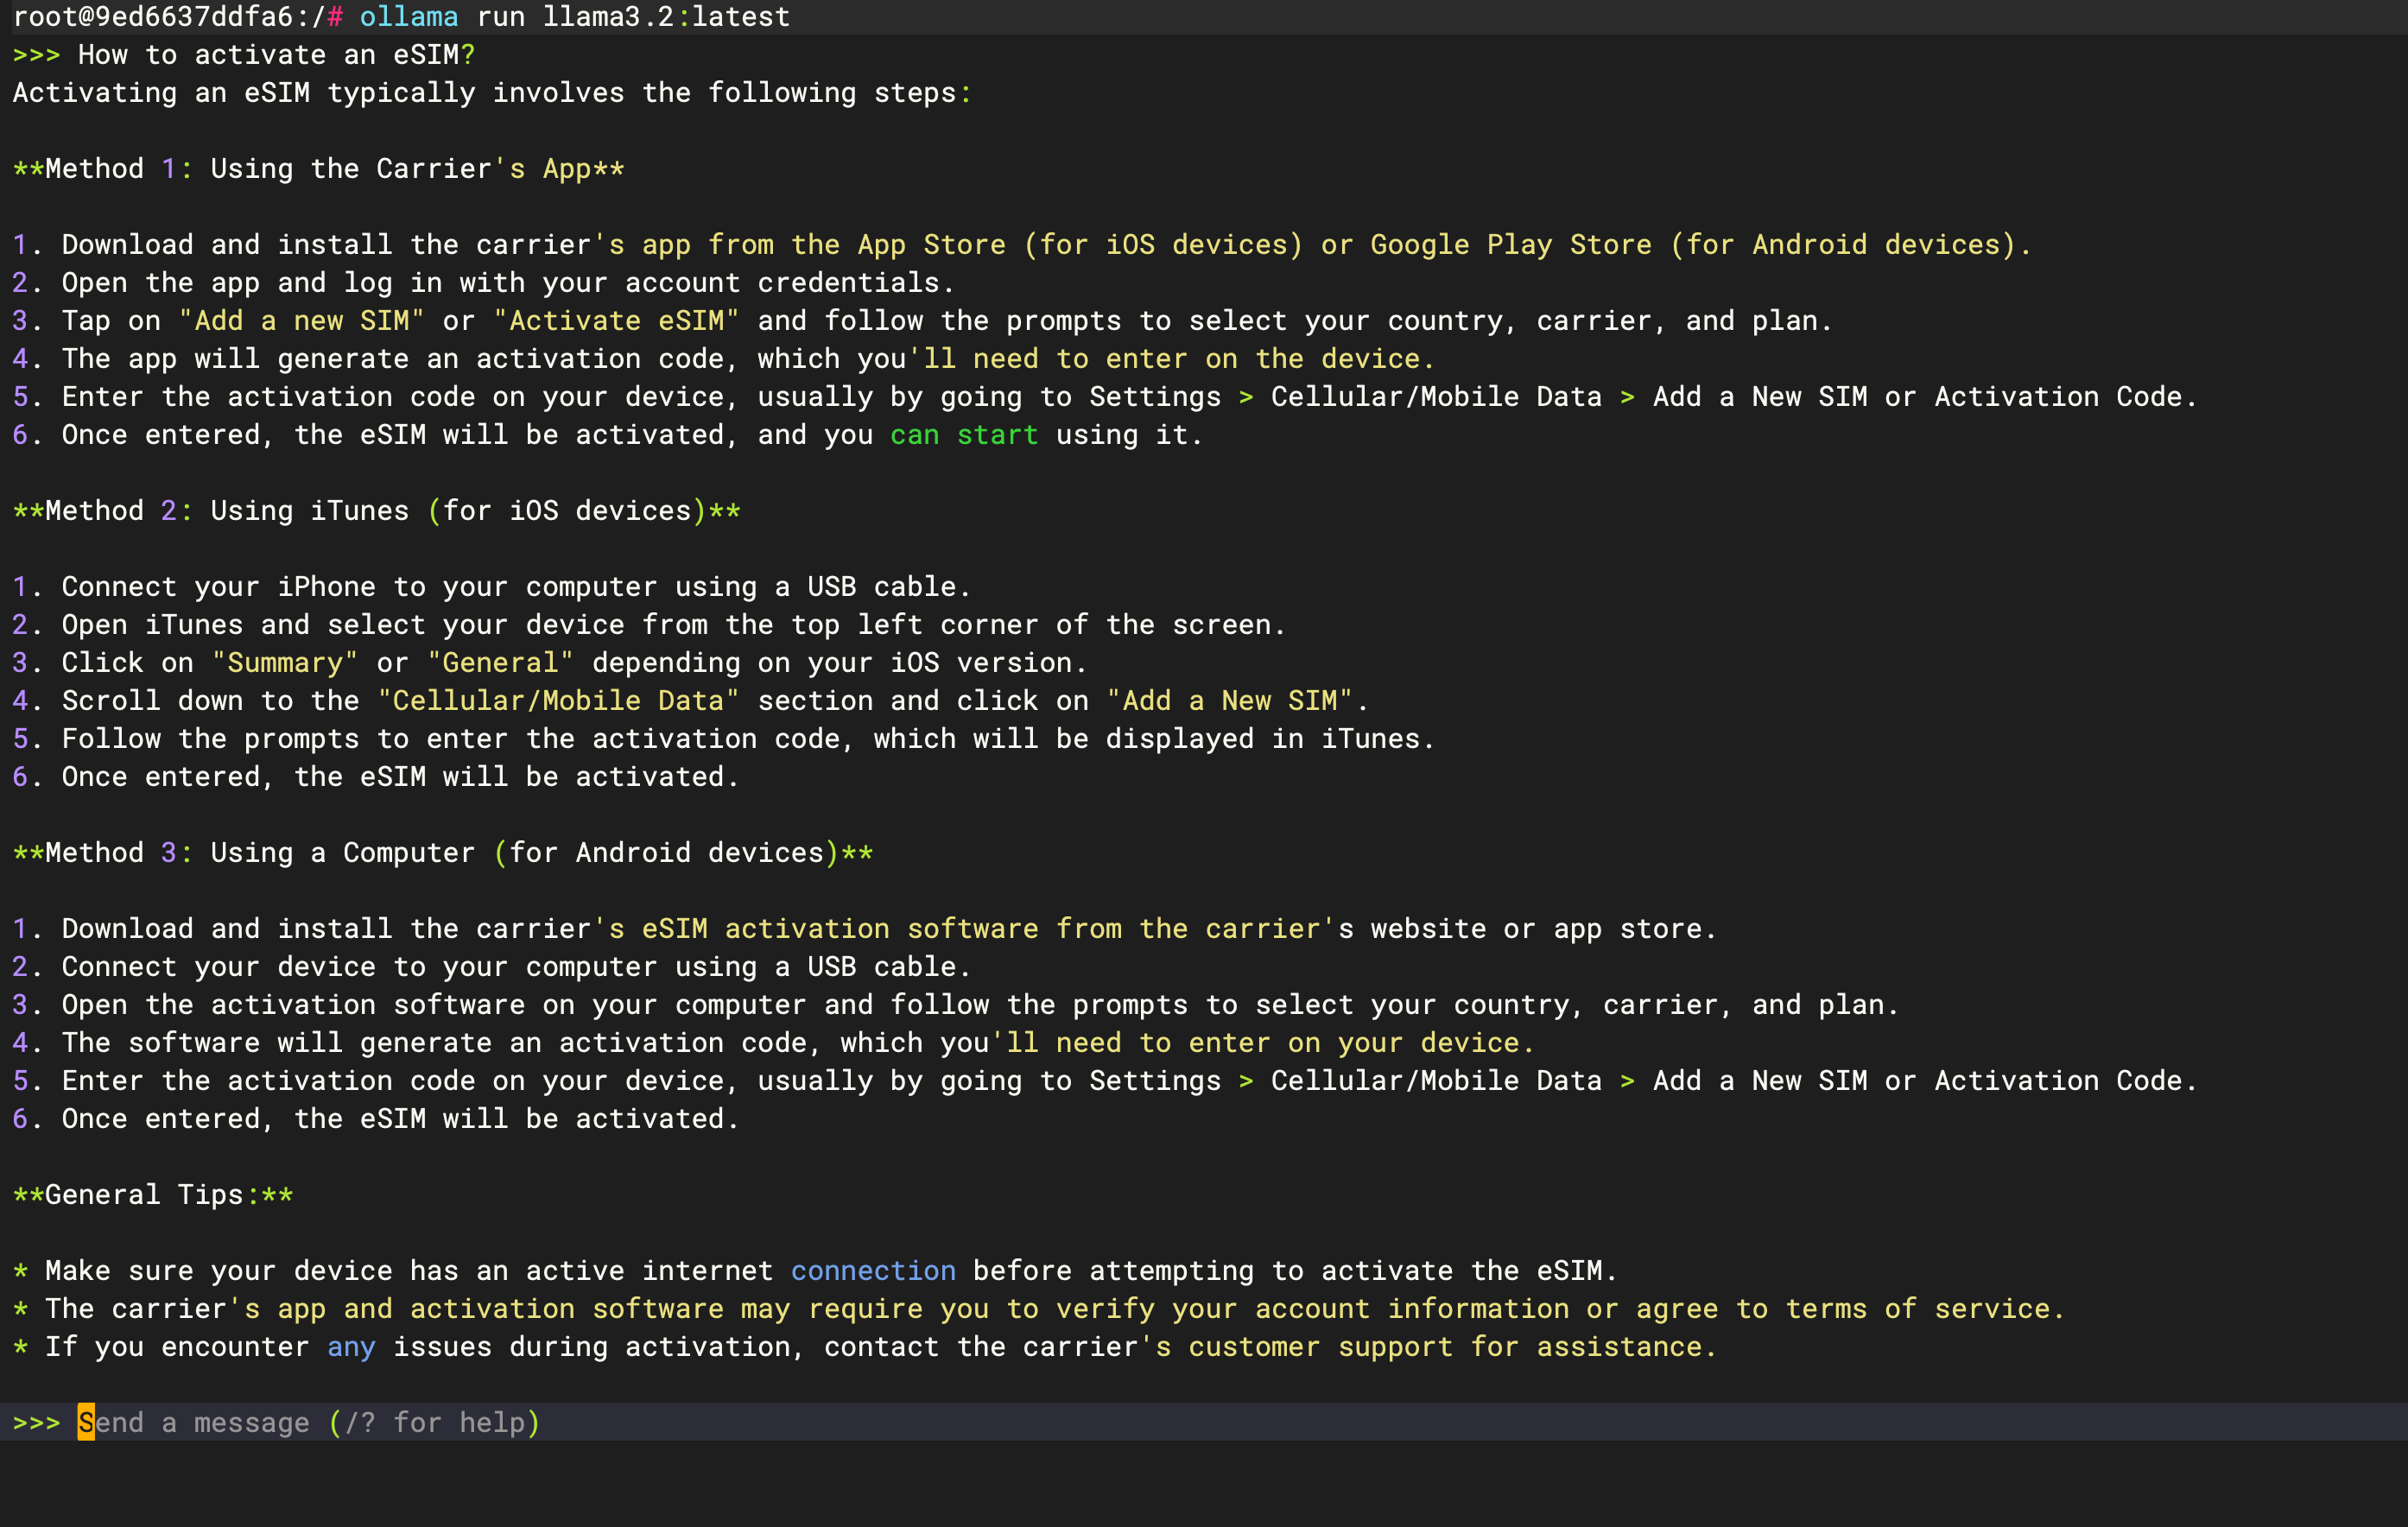 root@9ed6637ddfa6:/# ollama run llama3.2:latest
>>> How to activate an eSIM?
Activating an eSIM typically involves the following steps:
**Method 1: Using the Carrier's App**
1. Download and install the carrier's app from the App Store (for iOS devices) or Google Play Store (for Android devices).
2. Open the app and log in with your account credentials.
3. Tap on "Add a new SIM" or "Activate eSIM" and follow the prompts to select your country, carrier, and plan.
4. The app will generate an activation code, which you'll need to enter on the device.
5. Enter the activation code on your device, usually by going to Settings > Cellular/Mobile Data > Add a New SIM or Activation Code.
6. Once entered, the eSIM will be activated, and you can start using it.
**Method 2: Using iTunes (for iOS devices)**
1. Connect your iPhone to your computer using a USB cable.
2. Open iTunes and select your device from the top left corner of the screen.
3. Click on "Summary" or "General" depending on your iOS version.
4. Scroll down to the "Cellular/Mobile Data" section and click on "Add a New SIM".
5. Follow the prompts to enter the activation code, which will be displayed in iTunes.
6. Once entered, the eSIM will be activated.
**Method 3: Using a Computer (for Android devices)**
1. Download and install the carrier's eSIM activation software from the carrier's website or app store.
2. Connect your device to your computer using a USB cable.
3. Open the activation software on your computer and follow the prompts to select your country, carrier, and plan.
4. The software will generate an activation code, which you'll need to enter on your device.
5. Enter the activation code on your device, usually by going to Settings > Cellular/Mobile Data > Add a New SIM or Activation Code.
6. Once entered, the eSIM will be activated.
**General Tips:**
* Make sure your device has an active internet connection before attempting to activate the eSIM.
* The carrier's app and activation software may require you to verify your account information or agree to terms of service.
* If you encounter any issues during activation, contact the carrier's customer support for assistance.
>>> Send a message (/? for help)